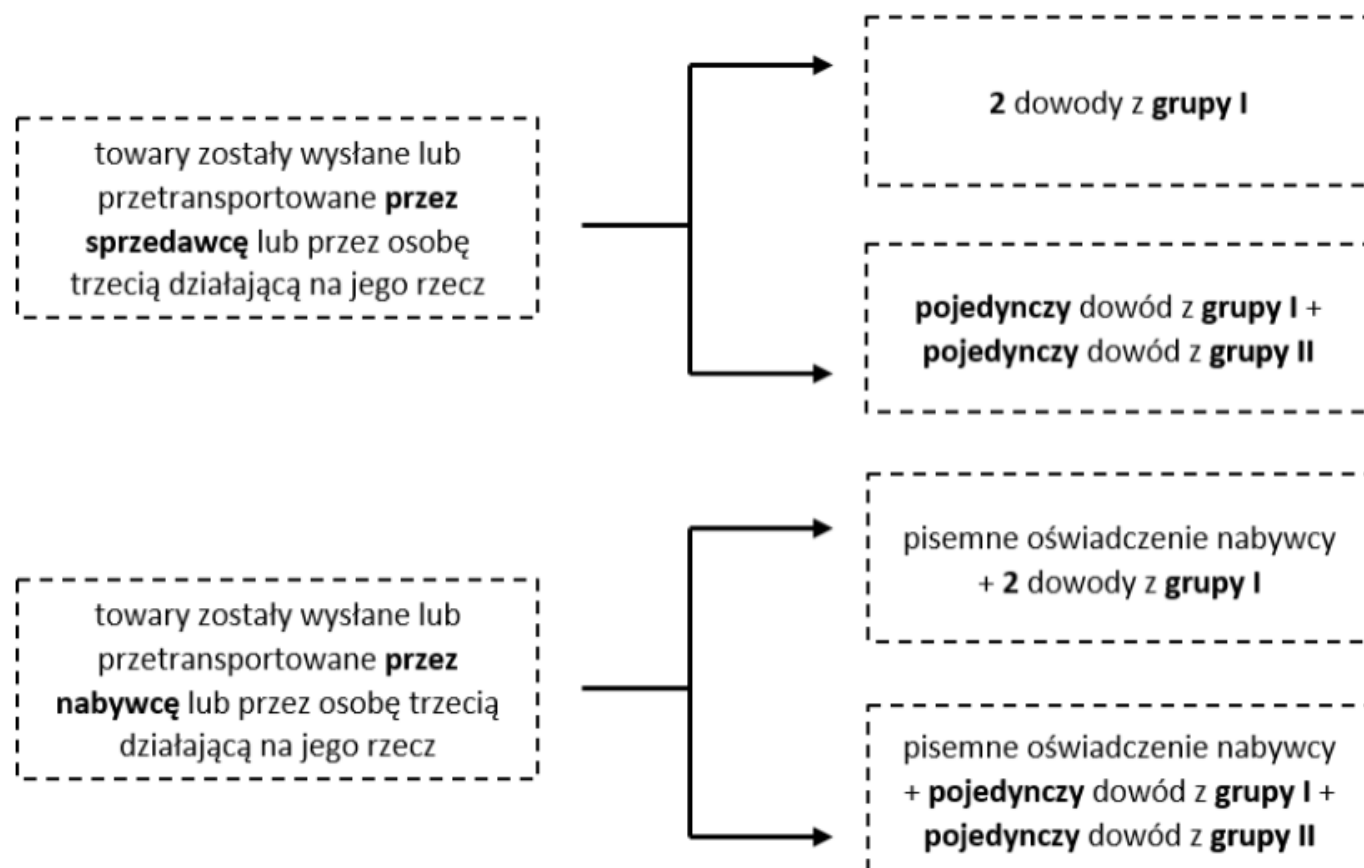 towary zostały wysłane lub
przetransportowane przez
sprzedawcę lub przez osobę
trzecią działającą na jego rzecz
2 dowody z grupy I
pojedynczy dowód z grupy I +
pojedynczy dowód z grupy II
towary zostały wysłane lub
przetransportowane przez
nabywcę lub przez osobę trzecią
działającą na jego rzecz
pisemne oświadczenie nabywcy
+ 2 dowody z grupy I
pisemne oświadczenie nabywcy
+ pojedynczy dowód z grupy I +
pojedynczy dowód z grupy II